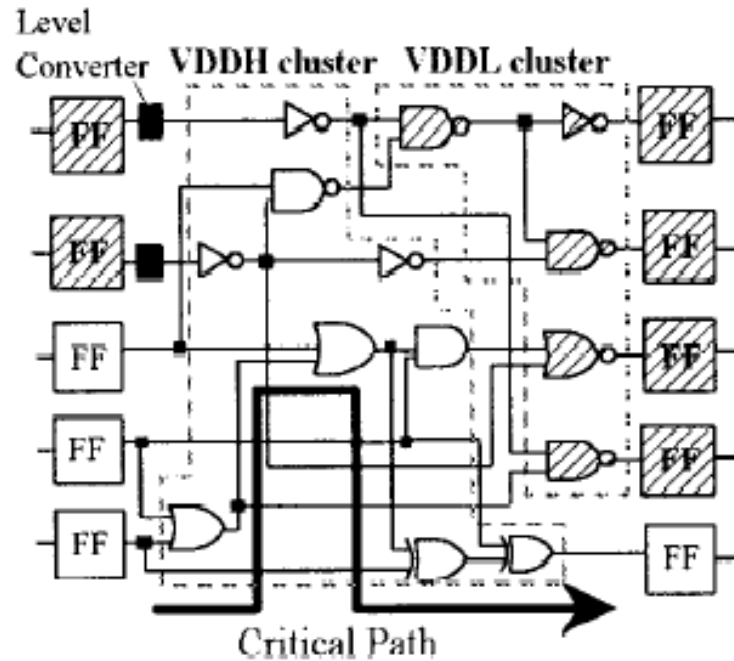 Level
Converter
VDDH cluster
VDDL cluster
FF
FF
FF
FF
FF
FF
FF
FF
FF
FF
Critical Path